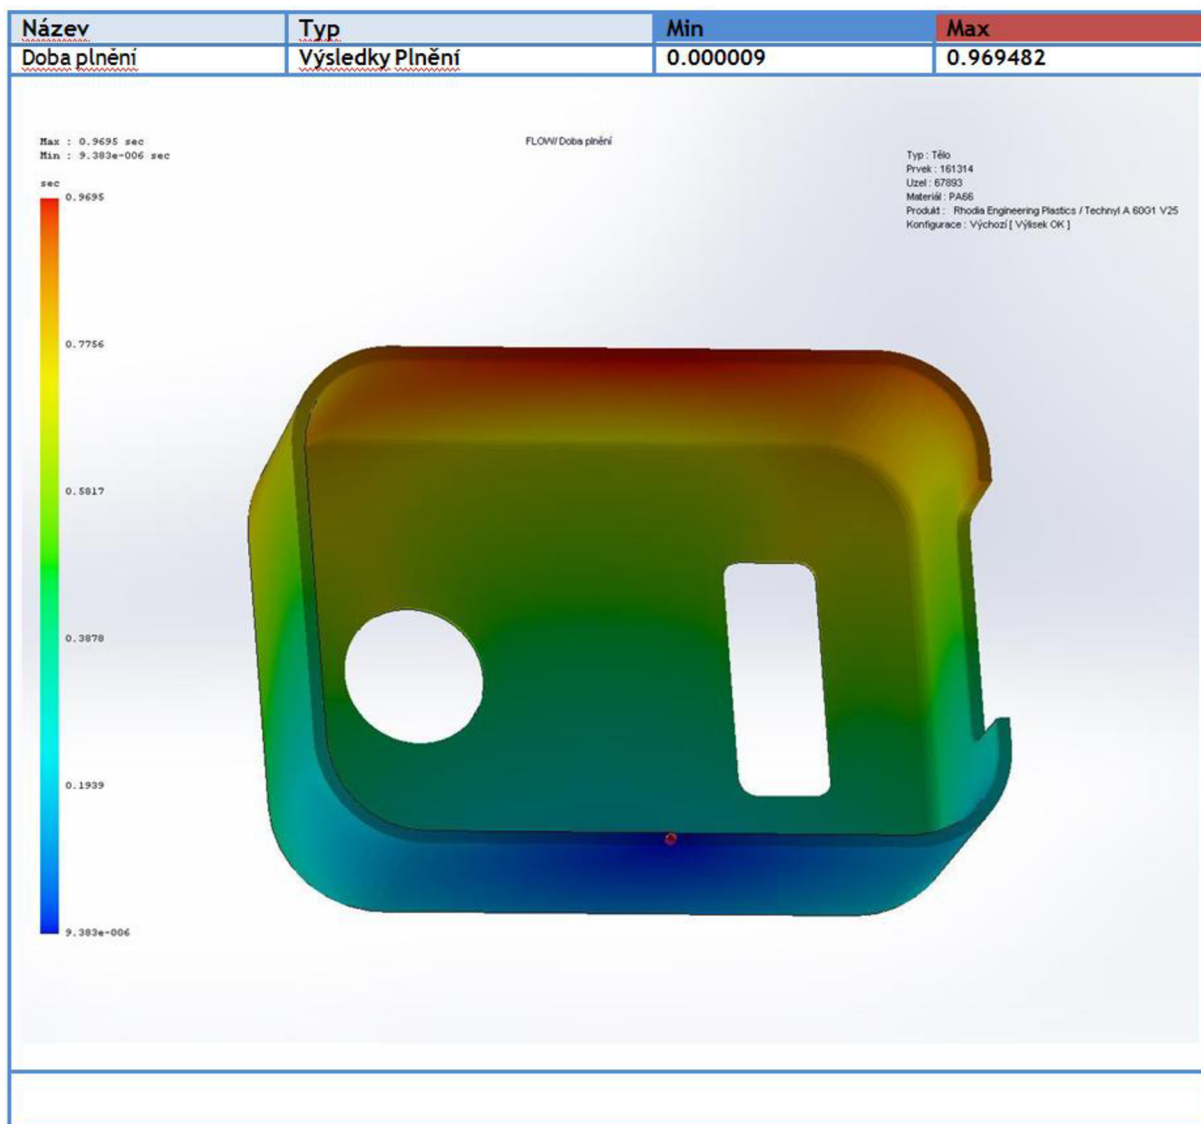 Název Typ Min Max
Doba plnění Výsledky Plnění 0.000009 0.969482
Max : 0.9695 sec
Min : 9.383e-006 sec
FLOW/Doba plnění
Typ : Tělo
Prvek : 161314
Uzel : 67893
Materiál : PA66
Produkt : Rhodia Engineering Plastics / Technyl A 60G1 V25
Konfigurace : Výchozí [ Výlisek OK ]
sec
0.9695
0.7756
0.5817
0.3878
0.1939
9.383e-006